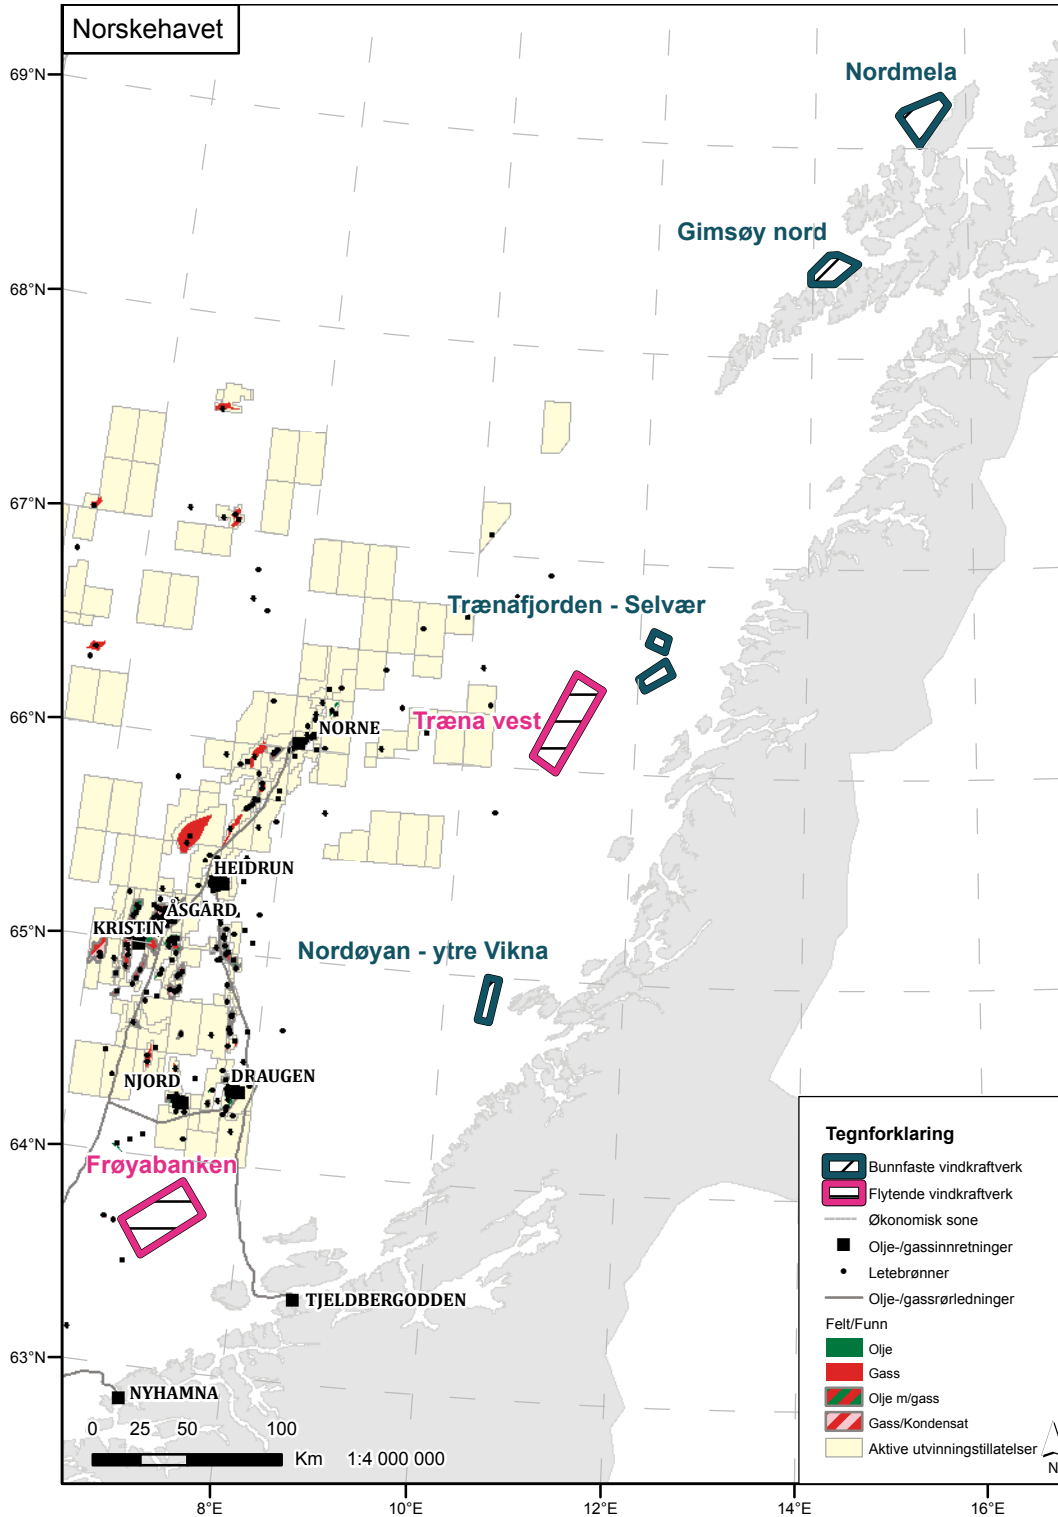 Norskehavet
69°N
68°N
67°N
66°N
65°N
64°N
63°N
Nordmela
Gimsøy nord
Trænafjorden - Selvær
Træna vest
NORNE
HEIDRUN
ÅSGARD
KRISTIN
Nordøyan - ytre Vikna
NJORD
DRAUGEN
Frøyabanken
TJELDBERGODDEN
NYHAMNA
0 25 50 100
Km 1:4 000 000
Tegnforklaring
Bunnfaste vindkraftverk
Flytende vindkraftverk
Økonomisk sone
Olje-/gassinnretninger
Letebrønner
Olje-/gassrørledninger
Felt/Funn
Olje
Gass
Olje m/gass
Gass/Kondensat
Aktive utvinningstillatelser
N
8°E 10°E 12°E 14°E 16°E